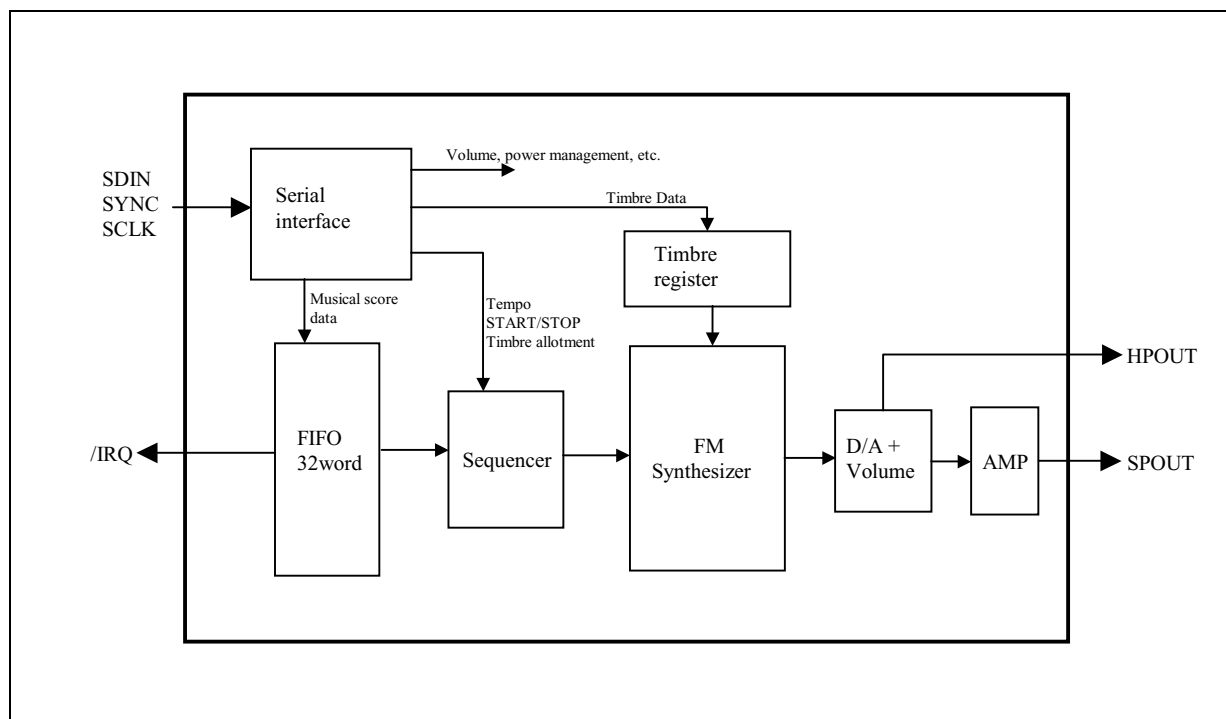 Volume, power management, etc.
SDIN
SYNC
SCLK
Serial
interface
Timbre Data
Timbre
register
Musical score
data
Tempo
START/STOP
Timbre allotment
HPOUT
/IRQ
FIFO
32word
Sequencer
FM
Synthesizer
D/A +
Volume
AMP
SPOUT